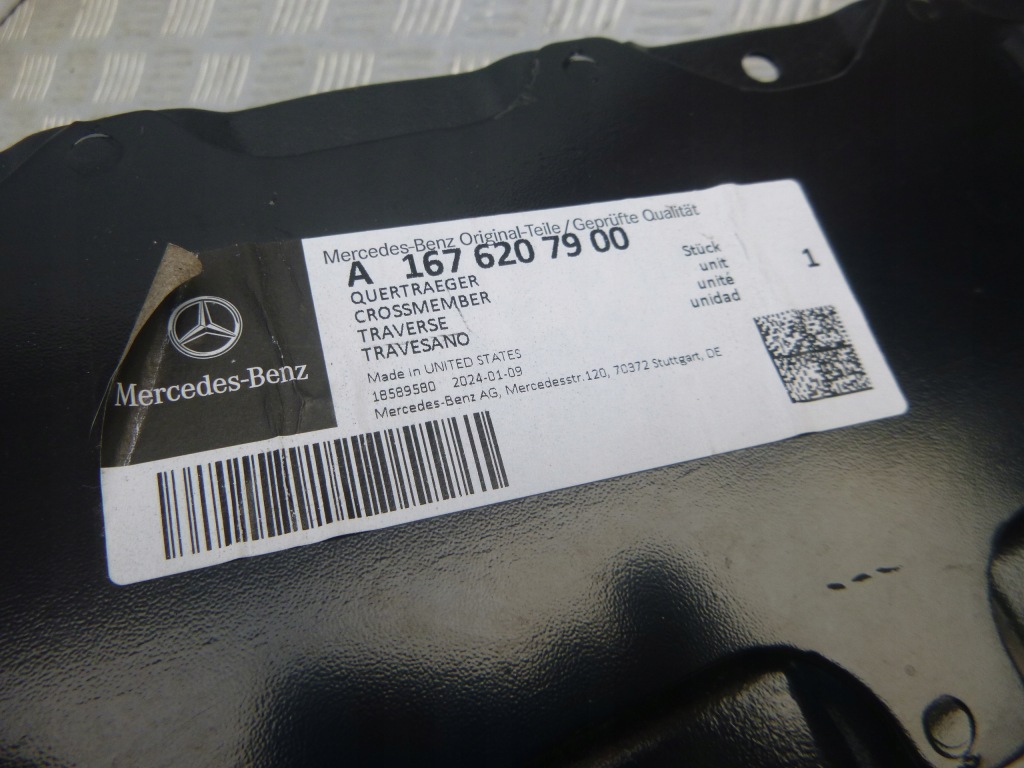 Mercedes-Benz
Mercedes-Benz Original-Teile/Geprüfte Qualität
A 167 620 79 00
QUERTRAEGER
CROSSMEMBER
TRAVERSE
TRAVESANO
Stück
unit
unité
unidad
1
Made in UNITED STATES
18589580 2024-01-09
Mercedes-Benz AG, Mercedesstr.120, 70372 Stuttgart, DE